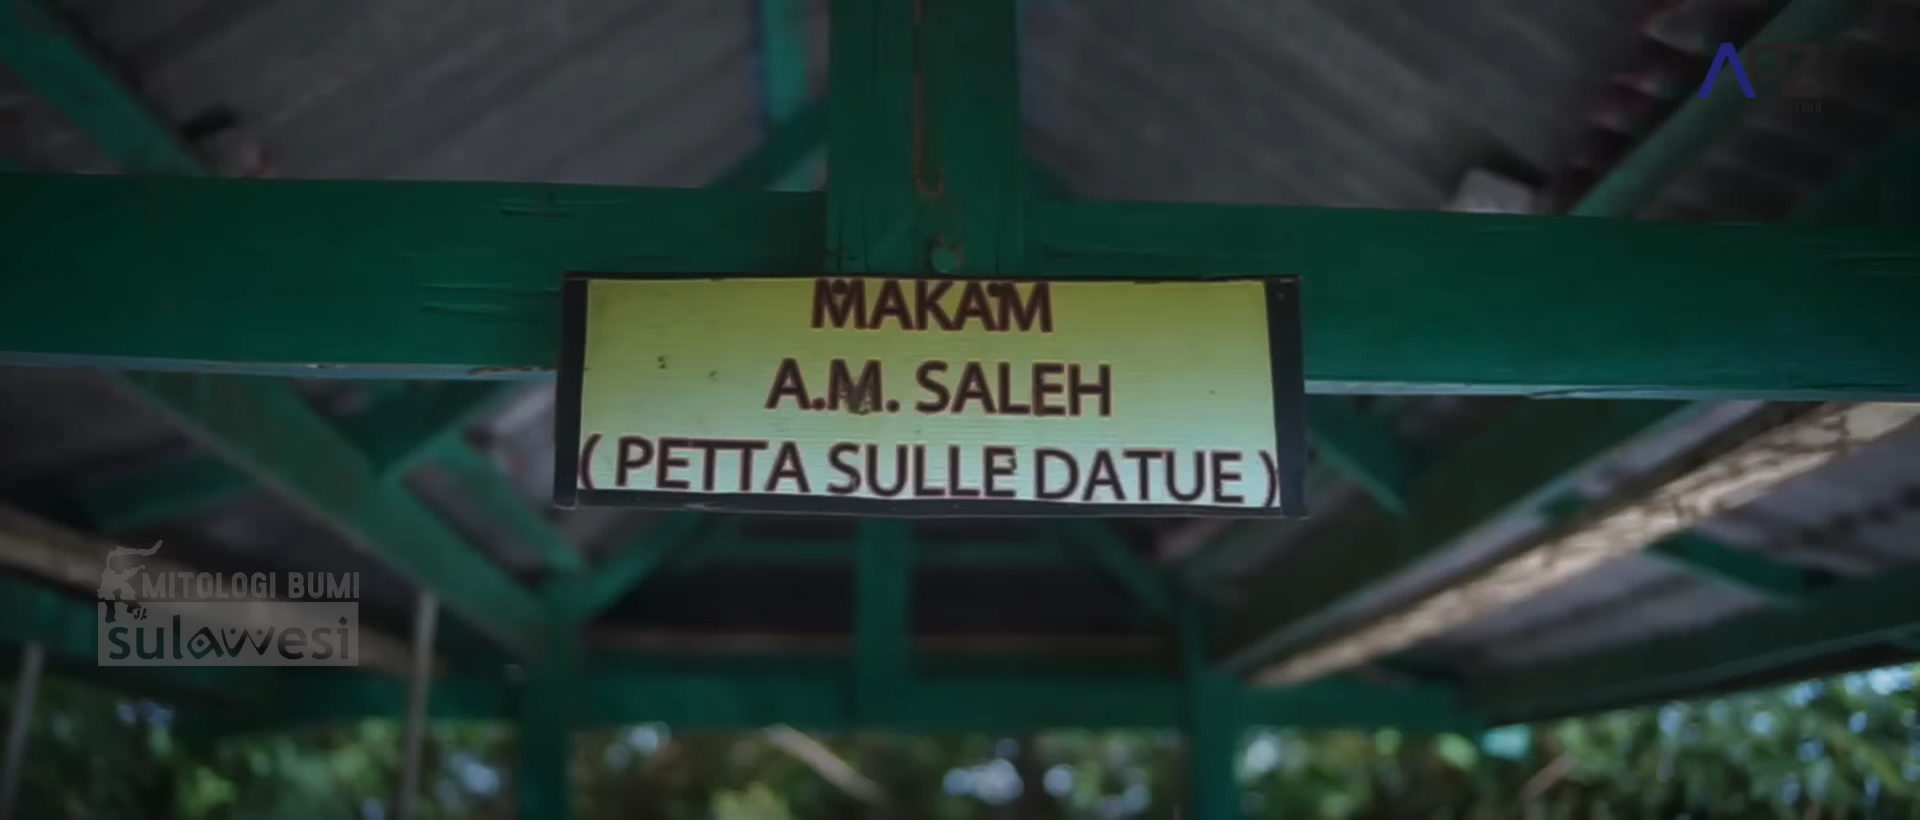 MAKAM
A.M. SALEH
( PETTA SULLE DATUE )
MITOLOGI BUMI
sulawesi